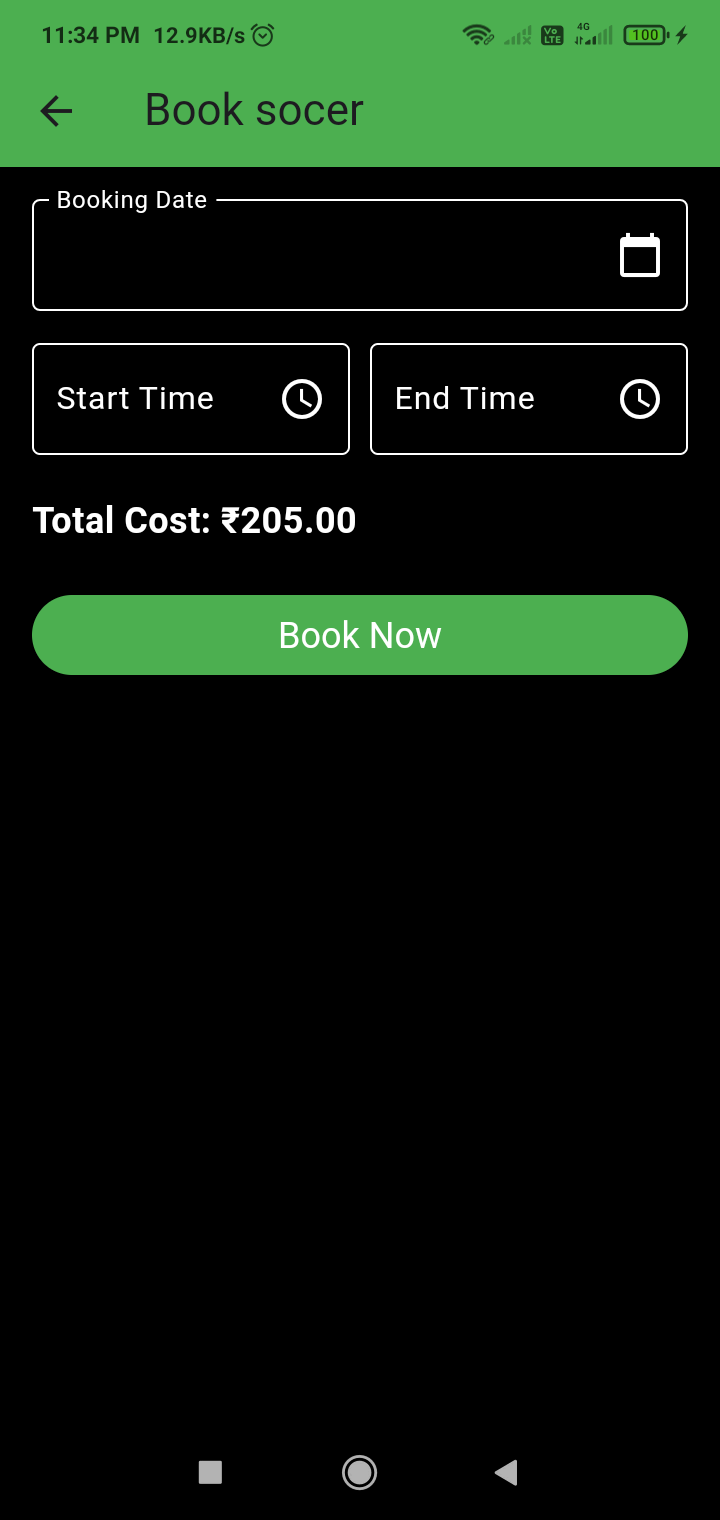 11:34 PM 12.9KB/s Vo LTE 4G 100
Book socer
Booking Date
Start Time End Time
Total Cost: ₹205.00
Book Now